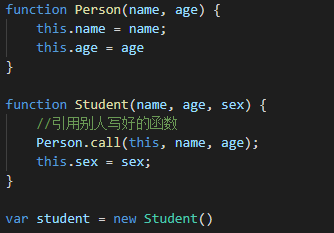 function Person(name, age) {
    this.name = name;
    this.age = age
}

function Student(name, age, sex) {
    //引用别人写好的函数
    Person.call(this, name, age);
    this.sex = sex;
}

var student = new Student()